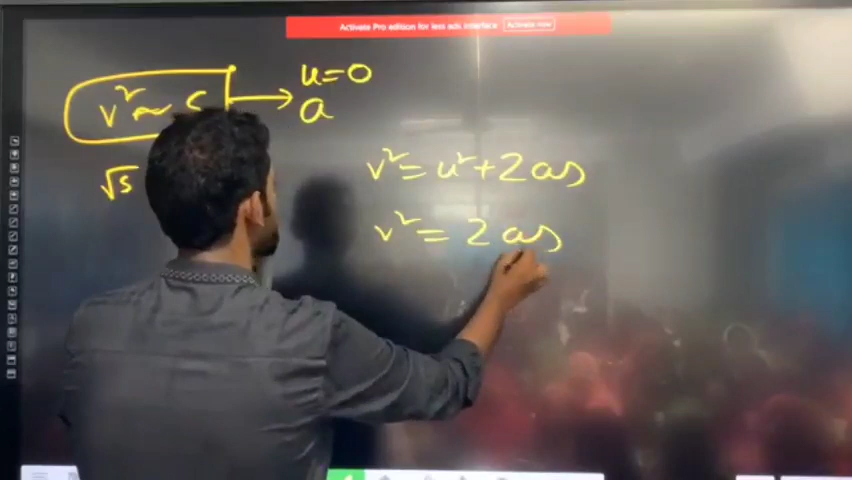 Activate Pro edition for less ads interface Activate now
u=0
v² ~ s
a
√s
v² = u² + 2as
v² = 2as